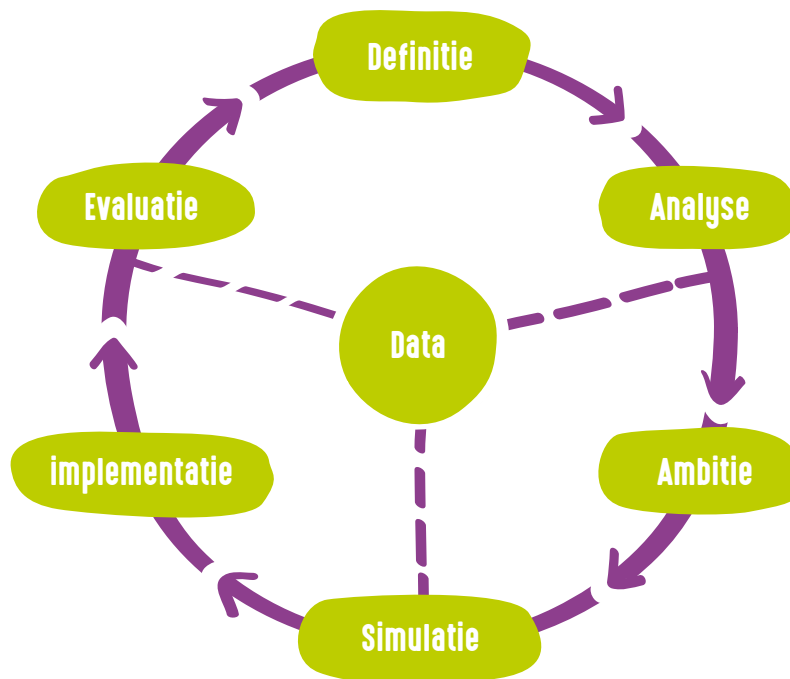 Definitie
Evaluatie
Analyse
Data
implementatie
Ambitie
Simulatie